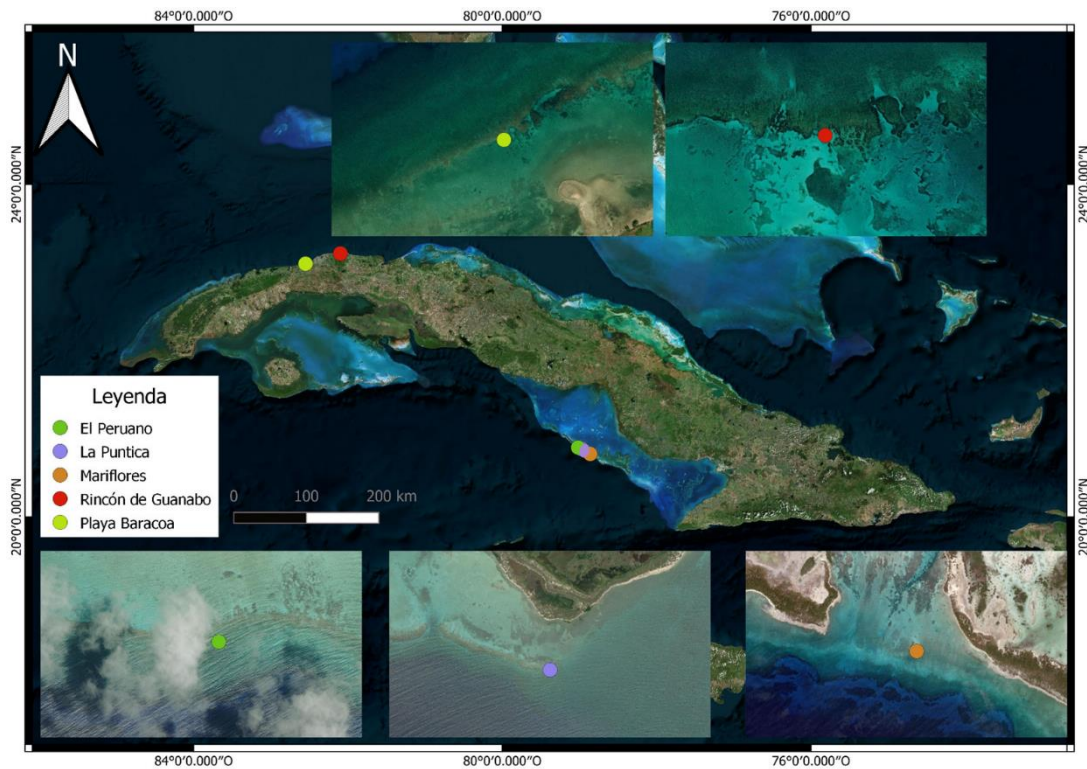 84°0'0.000"N 80°0'0.000"N 76°0'0.000"N
N
24°0'0.000"N 24°0'0.000"N
Leyenda
El Peruano
La Puntica
Mariflores
Rincón de Guanabo
Playa Baracoa
0 100 200 km
20°0'0.000"N 20°0'0.000"N
84°0'0.000"N 80°0'0.000"N 76°0'0.000"N